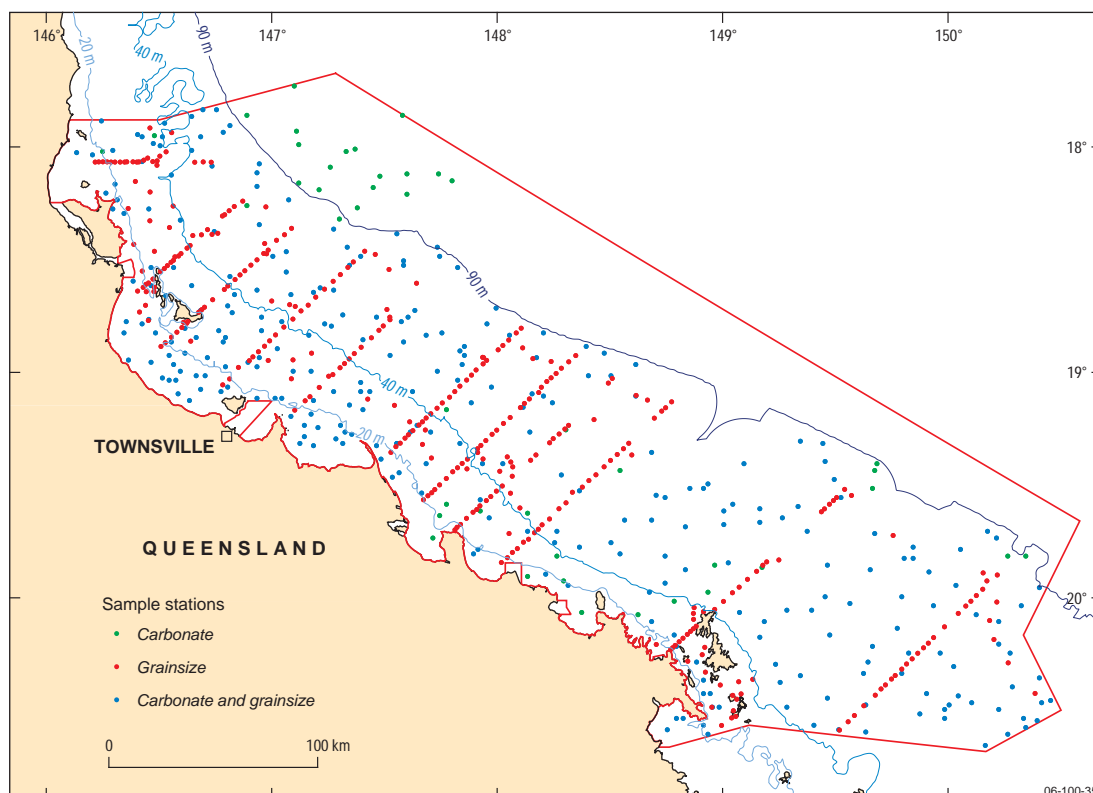 146°
147°
148°
149°
150°
20 m
40 m
90 m
18°
90 m
19°
40 m
20 m
TOWNSVILLE
QUEENSLAND
20°
Sample stations
Carbonate
Grainsize
Carbonate and grainsize
0
100 km